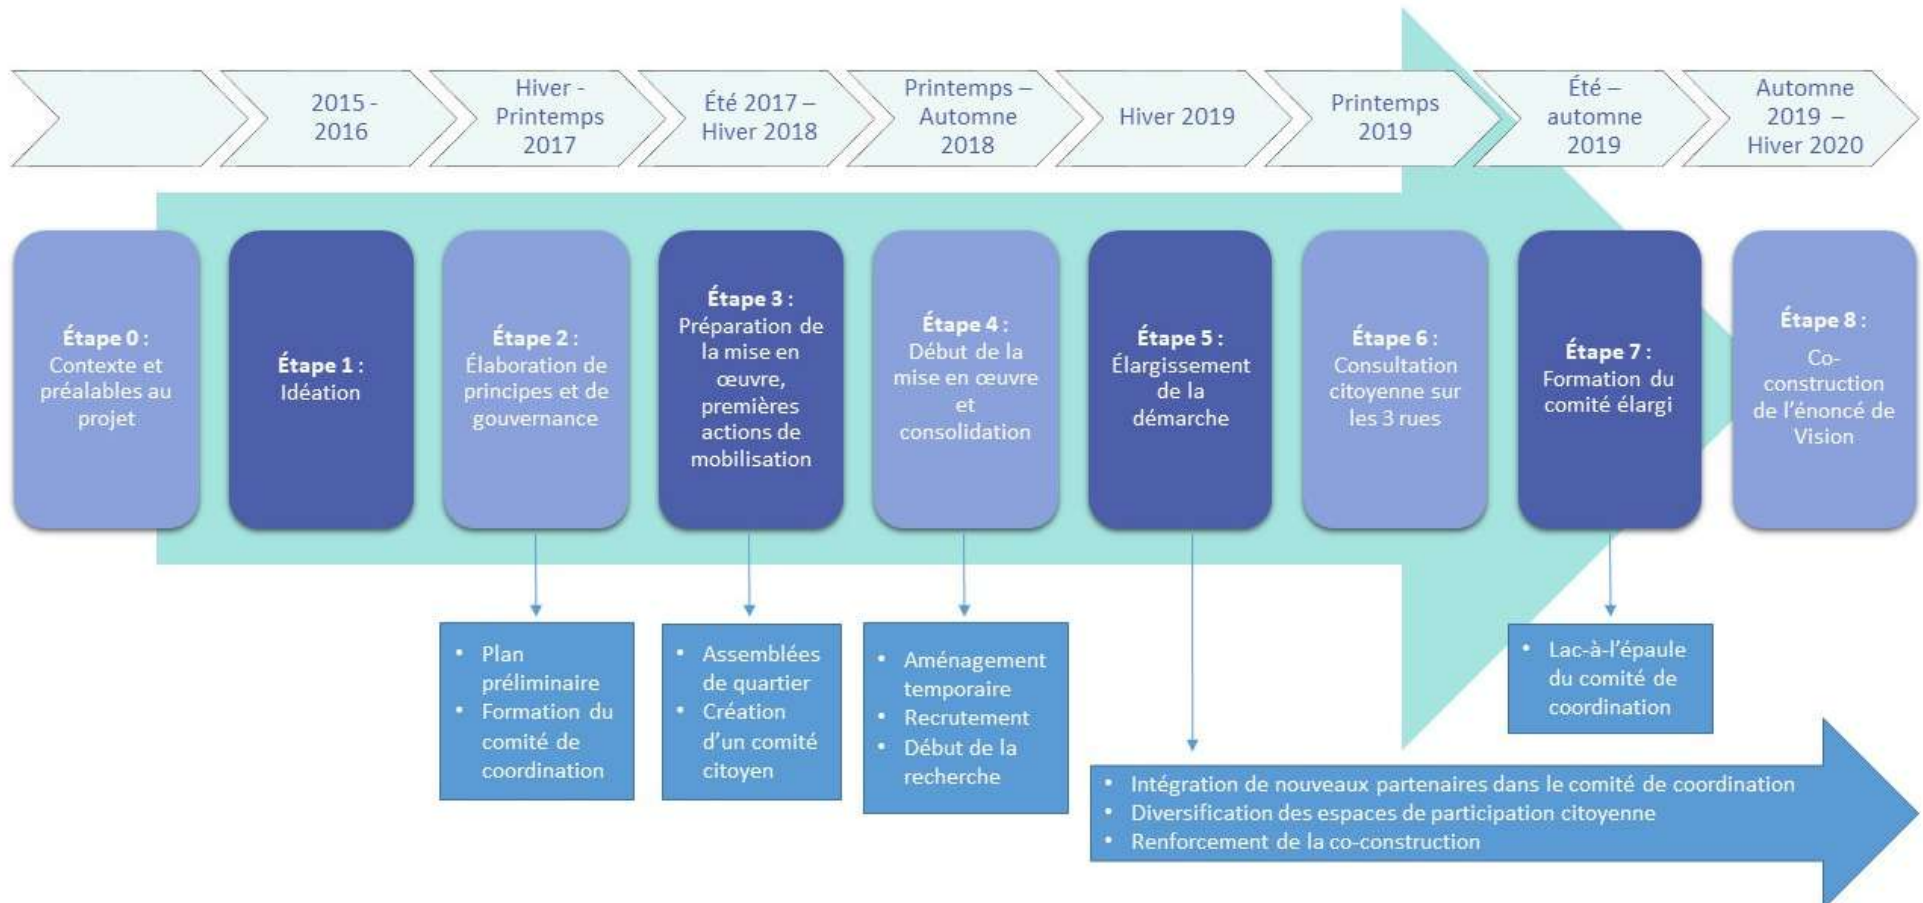 2015 -
2016
Hiver -
Printemps
2017
Été 2017 –
Hiver 2018
Printemps –
Automne
2018
Hiver 2019
Printemps
2019
Été –
automne
2019
Automne
2019 –
Hiver 2020
Étape 0 :
Contexte et
préalables au
projet
Étape 1 :
Idéation
Étape 2 :
Élaboration de
principes et de
gouvernance
Étape 3 :
Préparation de
la mise en
œuvre,
premières
actions de
mobilisation
Étape 4 :
Début de la
mise en œuvre
et
consolidation
Étape 5 :
Élargissement
de la
démarche
Étape 6 :
Consultation
citoyenne sur
les 3 rues
Étape 7 :
Formation du
comité élargi
Étape 8 :
Co-
construction
de l’énoncé de
Vision
• Plan
préliminaire
• Formation du
comité de
coordination
• Assemblées
de quartier
• Création
d’un comité
citoyen
• Aménagement
temporaire
• Recrutement
• Début de la
recherche
• Lac-à-l’épaule
du comité de
coordination
• Intégration de nouveaux partenaires dans le comité de coordination
• Diversification des espaces de participation citoyenne
• Renforcement de la co-construction